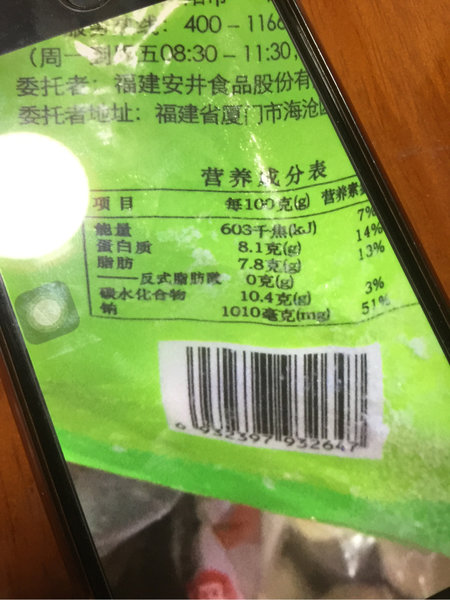 400-1166
(周一到周五08:30-11:30,
委托者: 福建安井食品股份有
委托者地址: 福建省厦门市海沧
营养成分表
项目 每100克(g) 营养素
能量 603千焦(kJ) 7%
蛋白质 8.1克(g) 14%
脂肪 7.8克(g) 13%
——反式脂肪酸 0克(g)
碳水化合物 10.4克(g) 3%
钠 1010毫克(mg) 51%
6 932397 932647